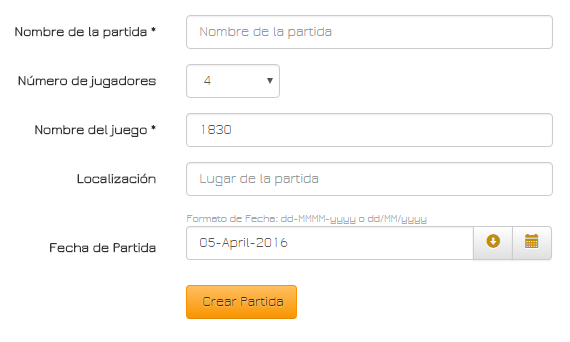 Nombre de la partida * Nombre de la partida
Número de jugadores 4
Nombre del juego * 1830
Localización Lugar de la partida
Formato de Fecha: dd-MMMM-yyyy o dd/MM/yyyy
Fecha de Partida 05-April-2016
Crear Partida